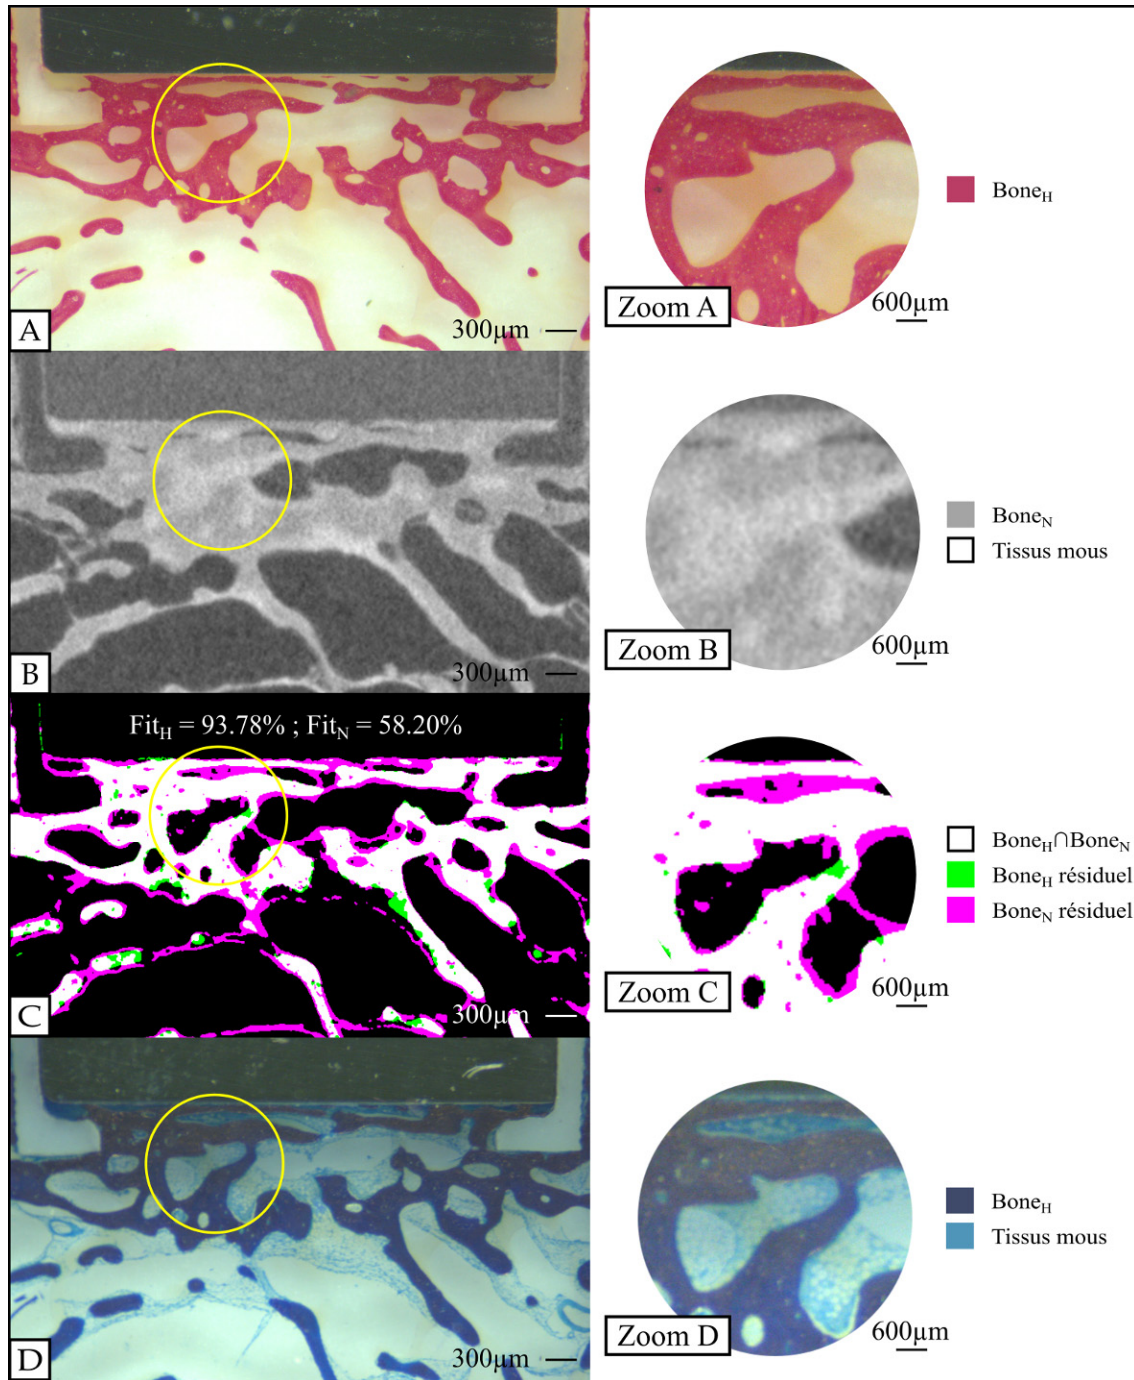 Bone_H
Zoom A
600µm
A
300µm
Bone_N
Tissus mous
Zoom B
600µm
B
300µm
Fit_H = 93.78% ; Fit_N = 58.20%
Bone_H∩Bone_N
Bone_H résiduel
Bone_N résiduel
Zoom C
600µm
C
300µm
Bone_H
Tissus mous
Zoom D
600µm
D
300µm